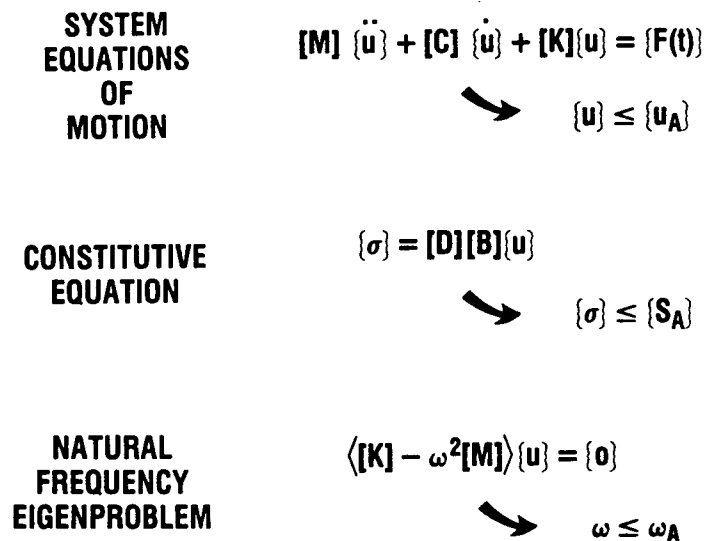 SYSTEM
EQUATIONS
OF
MOTION
[M] {ü} + [C] {u̇} + [K]{u} = {F(t)}
{u} ≤ {u_A}
CONSTITUTIVE
EQUATION
{σ} = [D][B]{u}
{σ} ≤ {S_A}
NATURAL
FREQUENCY
EIGENPROBLEM
⟨[K] − ω²[M]⟩{u} = {o}
ω ≤ ω_A